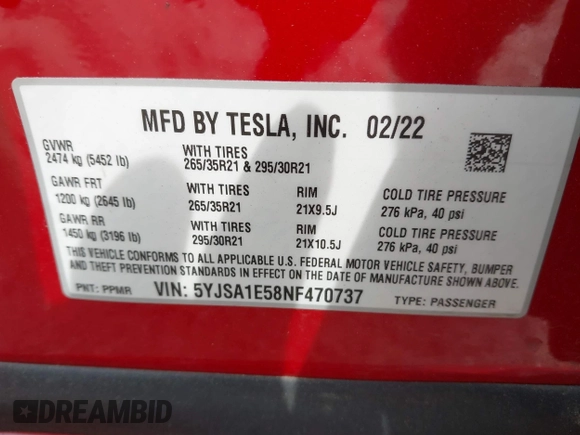 MFD BY TESLA, INC. 02/22
GVWR
2474 kg (5452 lb)
WITH TIRES
265/35R21 & 295/30R21
GAWR FRT
1200 kg (2645 lb)
WITH TIRES
265/35R21
RIM
21X9.5J
COLD TIRE PRESSURE
276 kPa, 40 psi
GAWR RR
1450 kg (3196 lb)
WITH TIRES
295/30R21
RIM
21X10.5J
COLD TIRE PRESSURE
276 kPa, 40 psi
THIS VEHICLE CONFORMS TO ALL APPLICABLE U.S. FEDERAL MOTOR VEHICLE SAFETY, BUMPER
AND THEFT PREVENTION STANDARDS IN EFFECT ON THE DATE OF MANUFACTURE SHOWN ABOVE.
PNT: PPMR VIN: 5YJSA1E58NF470737 TYPE: PASSENGER
DREAMBID